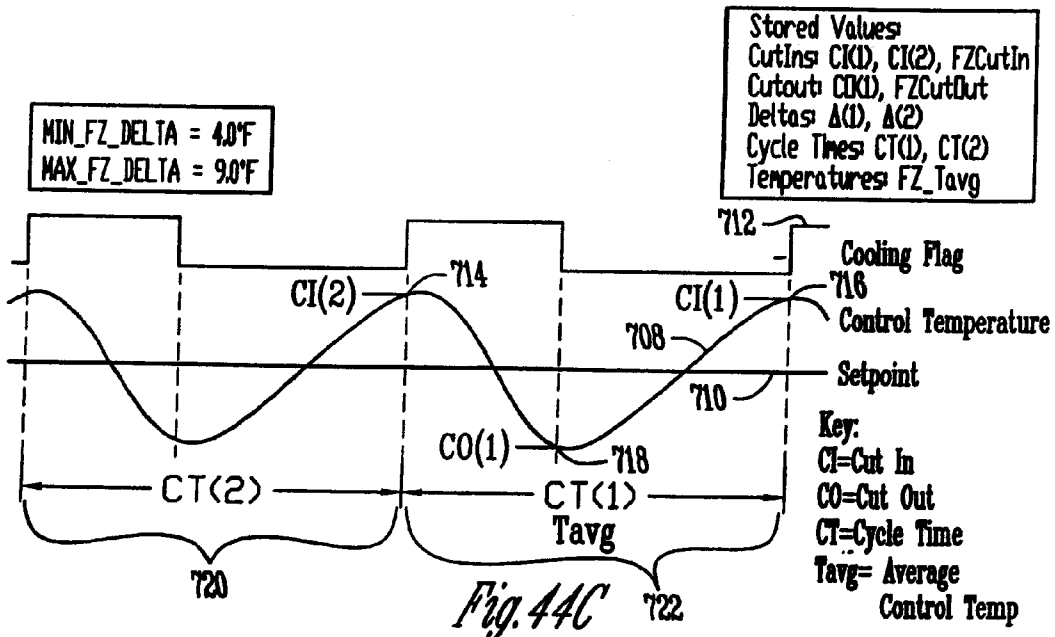 Stored Values:
CutIns: CI(1), CI(2), FZCutIn
Cutout: CO(1), FZCutOut
Deltas: Δ(1), Δ(2)
Cycle Times: CT(1), CT(2)
Temperatures: FZ_Tavg
MIN_FZ_DELTA = 4.0°F
MAX_FZ_DELTA = 9.0°F
712
Cooling Flag
CI(2)
714
CI(1)
716
708
Control Temperature
710
Setpoint
CO(1)
718
Key:
CI=Cut In
CO=Cut Out
CT=Cycle Time
Tavg= Average
Control Temp
CT(2)
CT(1)
Tavg
720
722
Fig. 44C